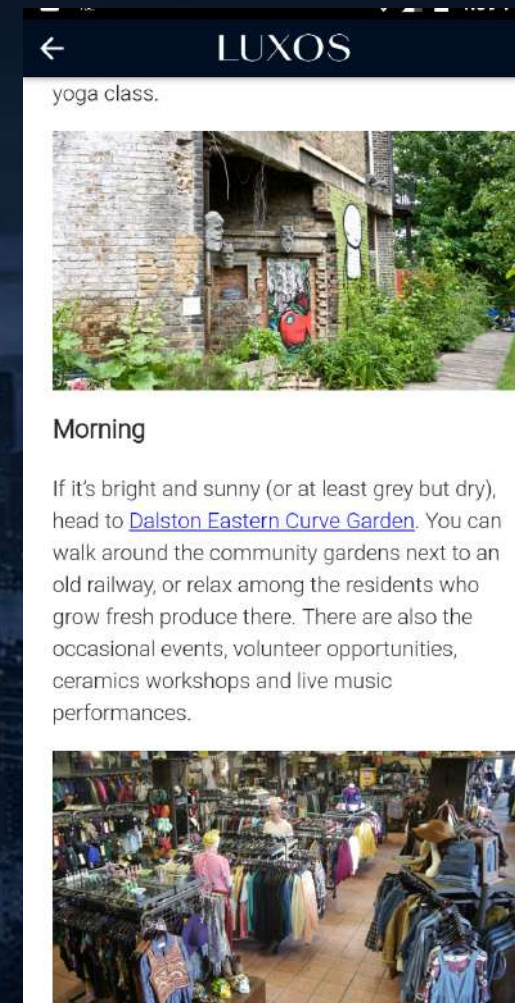 LUXOS
yoga class.
Morning
If it's bright and sunny (or at least grey but dry),
head to Dalston Eastern Curve Garden. You can
walk around the community gardens next to an
old railway, or relax among the residents who
grow fresh produce there. There are also the
occasional events, volunteer opportunities,
ceramics workshops and live music
performances.